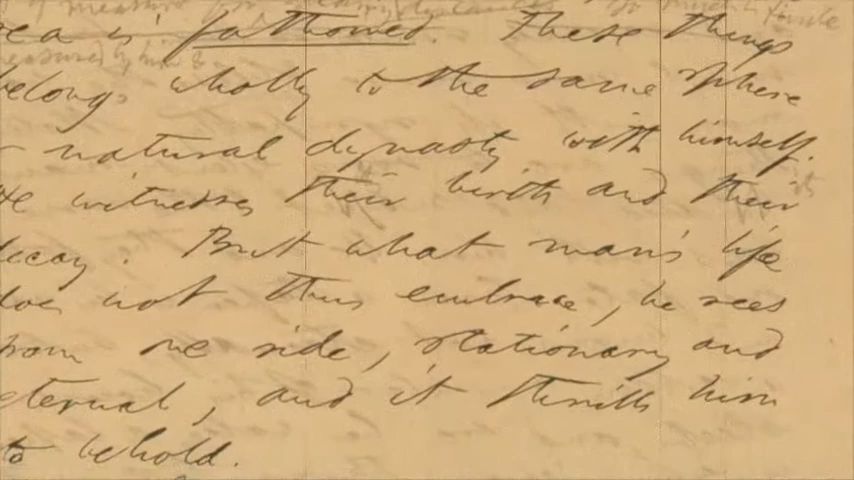 is fathomed. These things
belongs wholly to the same sphere
natural dynasty with himself.
He witnesses their birth and their
decay. But what man's life
does not thus embrace, he sees
from one side, stationary and
eternal, and it thrills him
to behold.